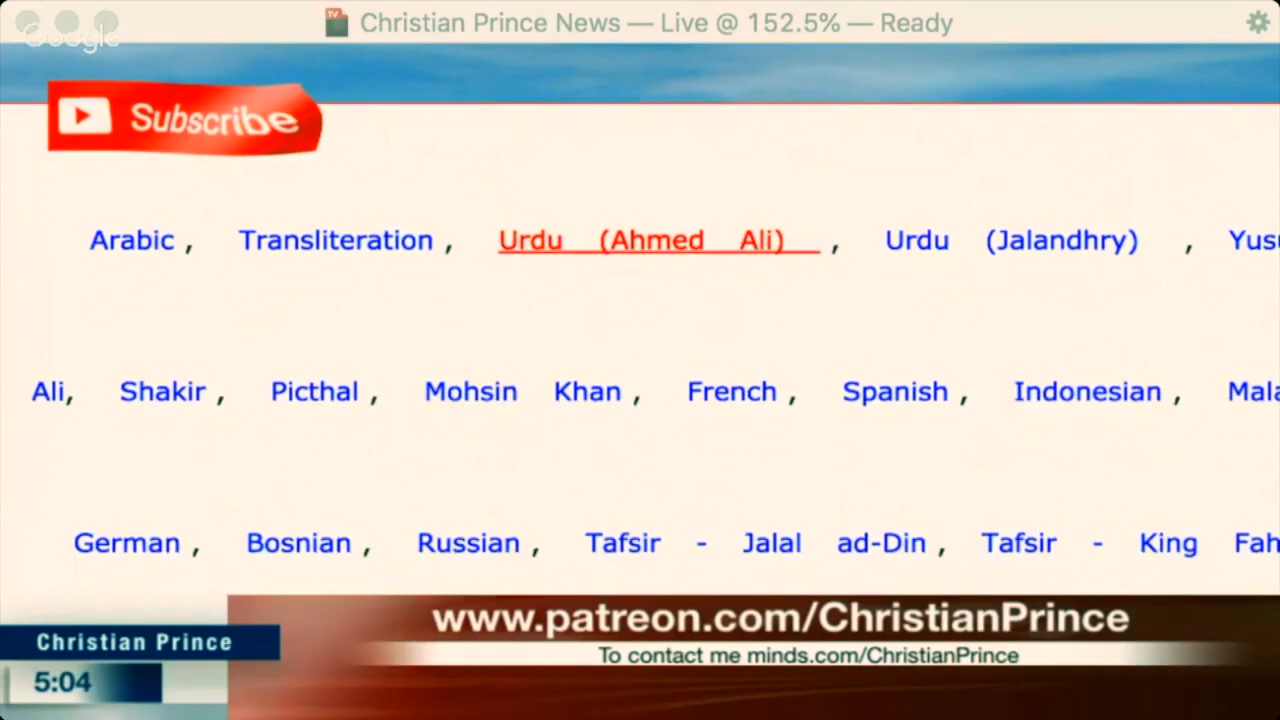 Christian Prince News — Live @ 152.5% — Ready
Google
Subscribe
Arabic , Transliteration , Urdu (Ahmed Ali) , Urdu (Jalandhry) ,
Ali, Shakir , Picthal , Mohsin Khan , French , Spanish , Indonesian ,
German , Bosnian , Russian , Tafsir - Jalal ad-Din , Tafsir - King
www.patreon.com/ChristianPrince
To contact me minds.com/ChristianPrince
Christian Prince
5:04